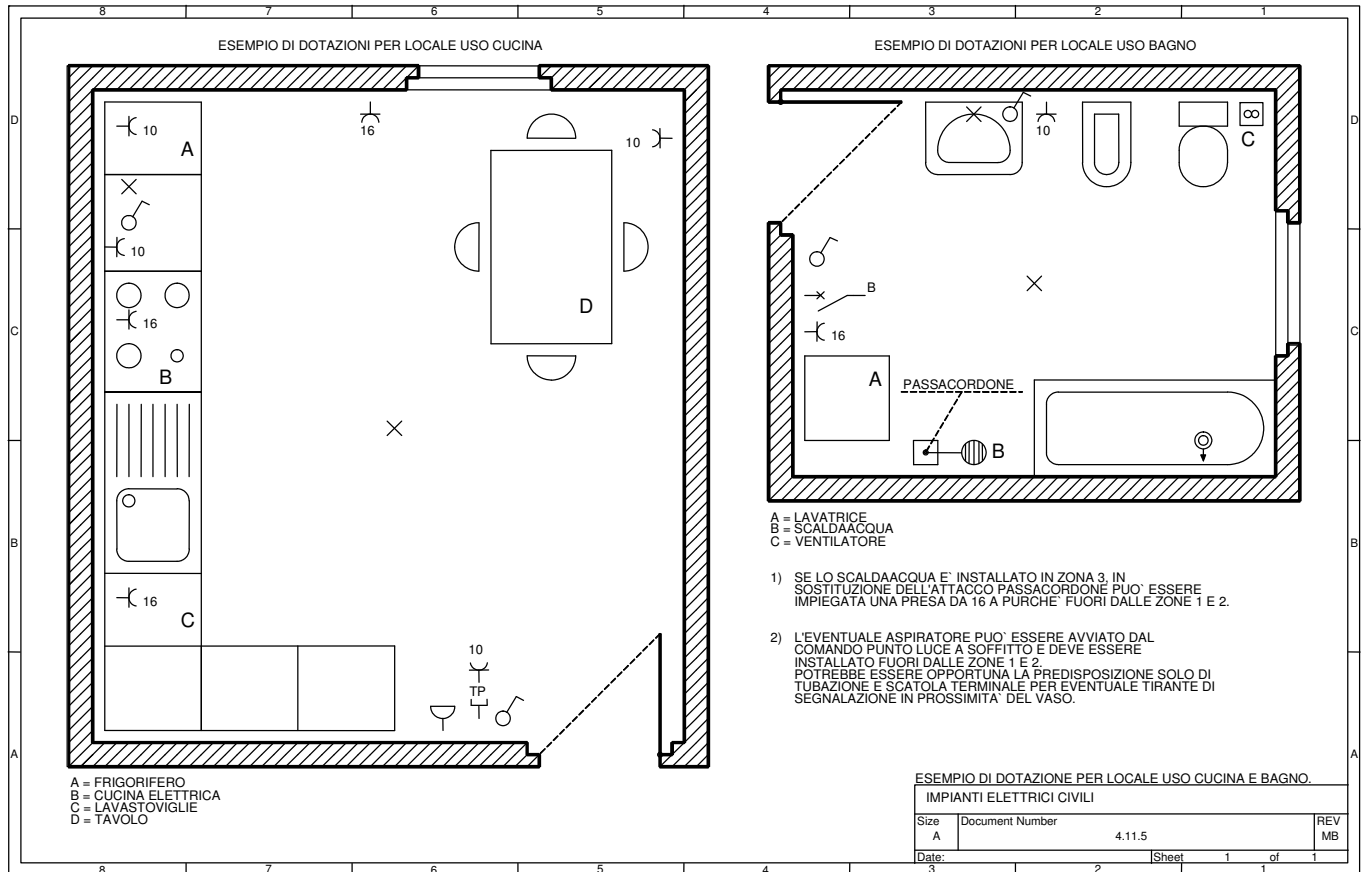 8 7 6 5 4 3 2 1
ESEMPIO DI DOTAZIONI PER LOCALE USO CUCINA
D
10
A
16
10
10
C
16
B
D
B
16
C
10
TP
A
A = FRIGORIFERO
B = CUCINA ELETTRICA
C = LAVASTOVIGLIE
D = TAVOLO
ESEMPIO DI DOTAZIONI PER LOCALE USO BAGNO
10
C
D
B
16
C
A
PASSACORDONE
B
A = LAVATRICE
B = SCALDAACQUA
C = VENTILATORE
B
1) SE LO SCALDAACQUA E` INSTALLATO IN ZONA 3, IN
SOSTITUZIONE DELL'ATTACCO PASSACORDONE PUO` ESSERE
IMPIEGATA UNA PRESA DA 16 A PURCHE` FUORI DALLE ZONE 1 E 2.
2) L'EVENTUALE ASPIRATORE PUO` ESSERE AVVIATO DAL
COMANDO PUNTO LUCE A SOFFITTO E DEVE ESSERE
INSTALLATO FUORI DALLE ZONE 1 E 2.
POTREBBE ESSERE OPPORTUNA LA PREDISPOSIZIONE SOLO DI
TUBAZIONE E SCATOLA TERMINALE PER EVENTUALE TIRANTE DI
SEGNALAZIONE IN PROSSIMITA` DEL VASO.
A
ESEMPIO DI DOTAZIONE PER LOCALE USO CUCINA E BAGNO.
IMPIANTI ELETTRICI CIVILI
Size Document Number REV
A 4.11.5 MB
Date: Sheet 1 of 1
8 7 6 5 4 3 2 1